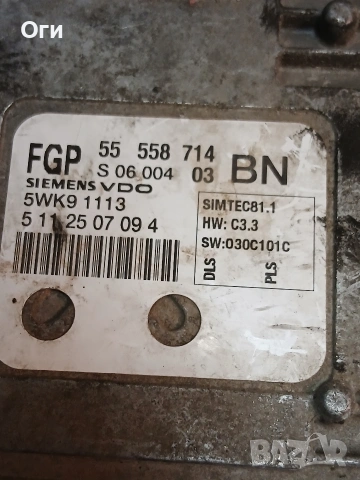 Оги
FGP 55 558 714 BN
S 06 004 03
SIEMENS VDO
5WK9 1113
5 11 25 07 09 4
SIMTEC81.1
HW: C3.3
SW:030C101C
DLS
PLS
BAZAR